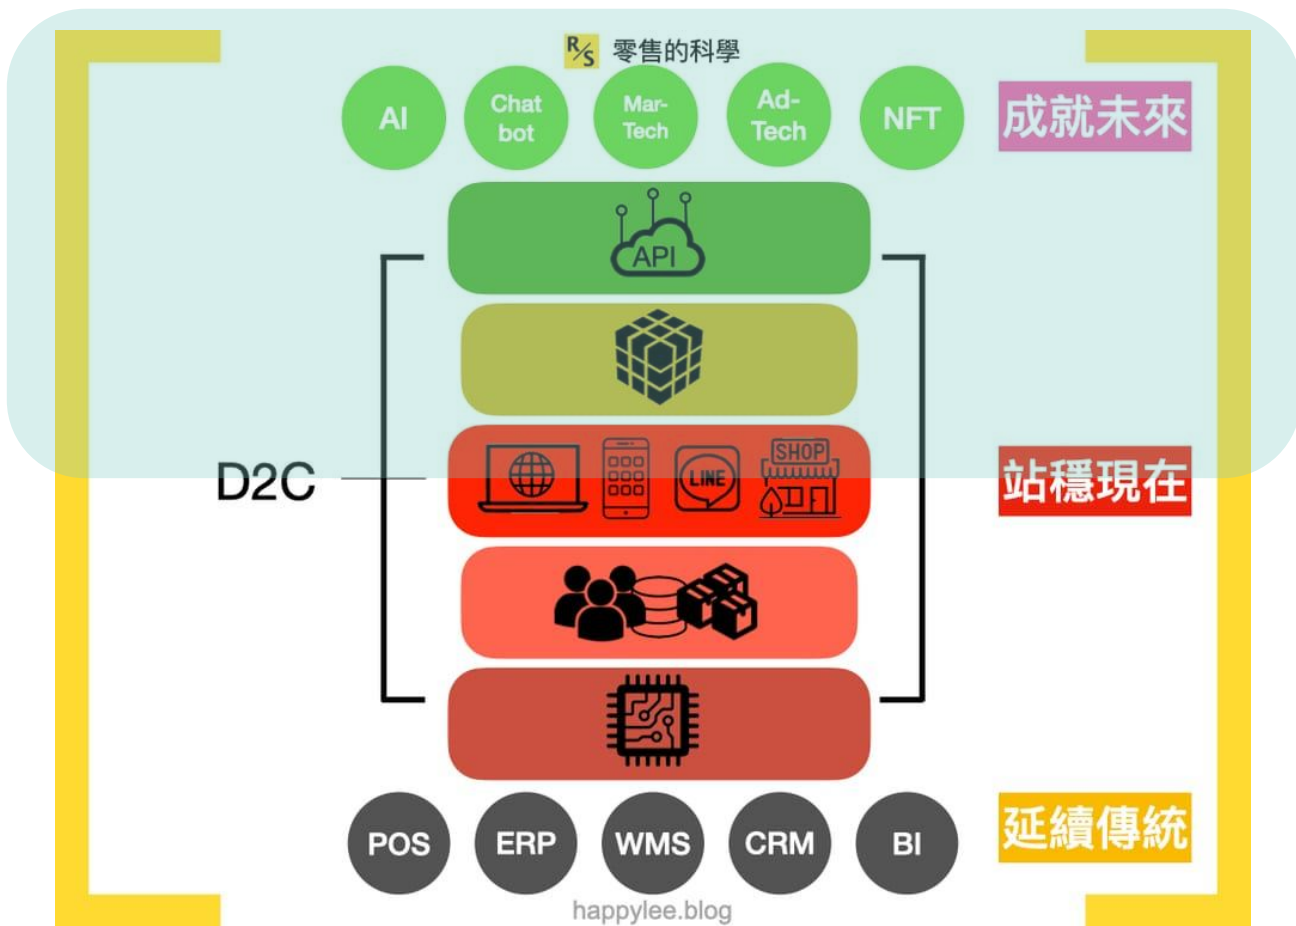 R/S 零售的科學
AI
Chat
bot
Mar-
Tech
Ad-
Tech
NFT
成就未來
API
D2C
LINE
SHOP
站穩現在
POS
ERP
WMS
CRM
BI
延續傳統
happylee.blog